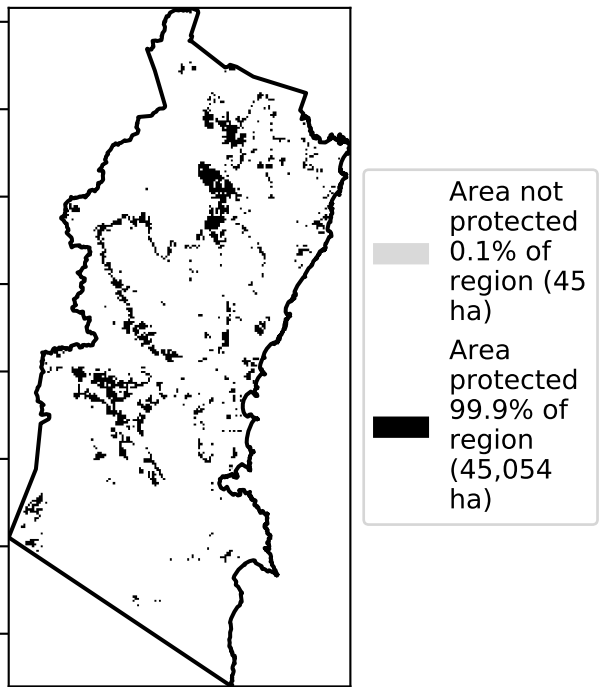 Area not
protected
0.1% of
region (45
ha)
Area
protected
99.9% of
region
(45,054
ha)